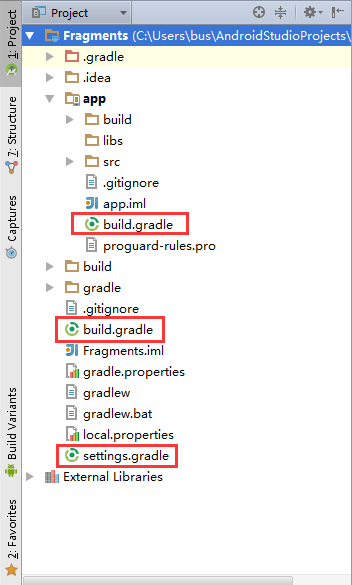 Project
Fragments (C:\Users\bus\AndroidStudioProjects\
.gradle
.idea
app
build
libs
src
.gitignore
app.iml
build.gradle
proguard-rules.pro
build
gradle
.gitignore
build.gradle
Fragments.iml
gradle.properties
gradlew
gradlew.bat
local.properties
settings.gradle
External Libraries
1: Project
7: Structure
Captures
Build Variants
2: Favorites